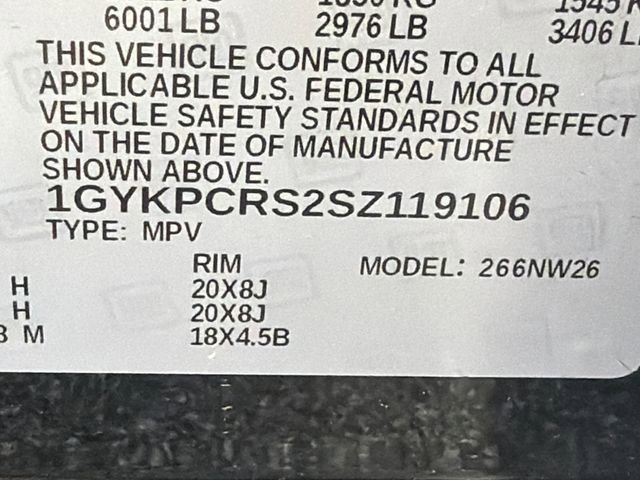 6001 LB 2976 LB 3406 L
THIS VEHICLE CONFORMS TO ALL
APPLICABLE U.S. FEDERAL MOTOR
VEHICLE SAFETY STANDARDS IN EFFECT
ON THE DATE OF MANUFACTURE
SHOWN ABOVE.
1GYKPCRS2SZ119106
TYPE: MPV
RIM MODEL: 266NW26
H 20X8J
H 20X8J
M 18X4.5B